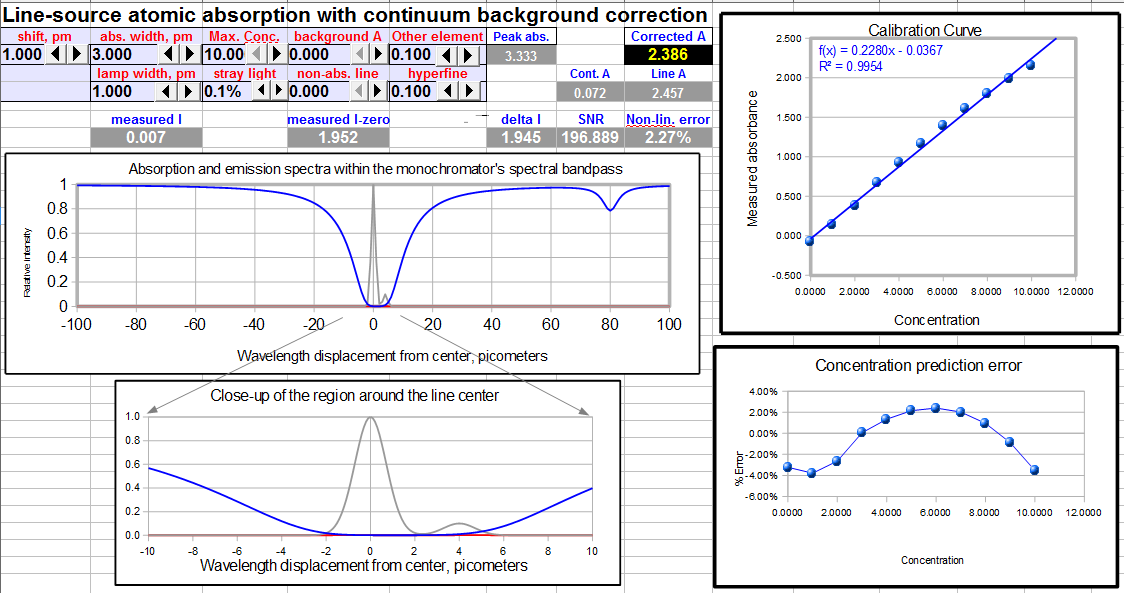 Line-source atomic absorption with continuum background correction
shift, pm abs. width, pm Max. Conc. background A Other element Peak abs. Corrected A
1.000 3.000 10.00 0.000 0.100 3.333 2.386
lamp width, pm stray light non-abs. line hyperfine Cont. A Line A
1.000 0.1% 0.000 0.100 0.072 2.457
measured I measured I-zero delta I SNR Non-lin. error
0.007 1.952 1.945 196.889 2.27%
Absorption and emission spectra within the monochromator's spectral bandpass
Relative Intensity
1
0.8
0.6
0.4
0.2
0
-100 -80 -60 -40 -20 0 20 40 60 80 100
Wavelength displacement from center, picometers
Close-up of the region around the line center
1.0
0.8
0.6
0.4
0.2
0.0
-10 -8 -6 -4 -2 0 2 4 6 8 10
Wavelength displacement from center, picometers
Calibration Curve
f(x) = 0.2280x - 0.0367
R² = 0.9954
Measured absorbance
2.500
2.000
1.500
1.000
0.500
0.000
-0.500
0.0000 2.0000 4.0000 6.0000 8.0000 10.0000 12.0000
Concentration
Concentration prediction error
% Error
4.00%
2.00%
0.00%
-2.00%
-4.00%
-6.00%
0.0000 2.0000 4.0000 6.0000 8.0000 10.0000 12.0000
Concentration